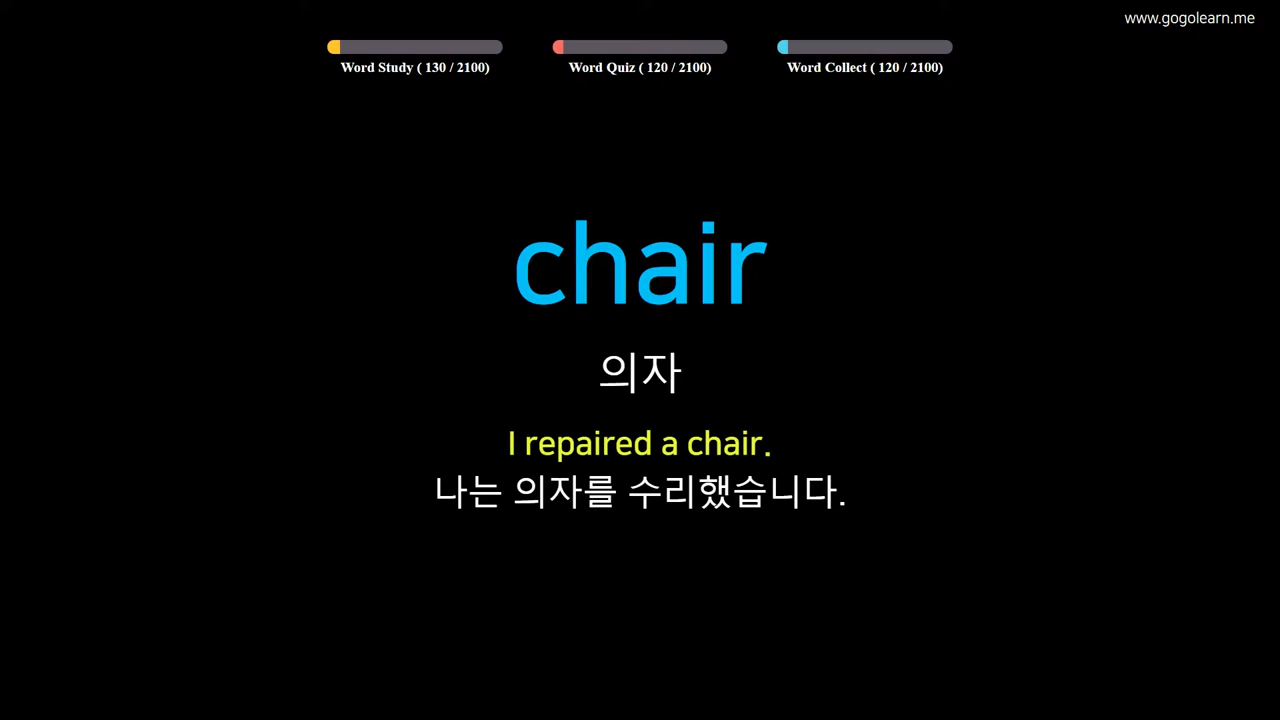 www.gogolearn.me
Word Study ( 130 / 2100)
Word Quiz ( 120 / 2100)
Word Collect ( 120 / 2100)
chair
의자
I repaired a chair.
나는 의자를 수리했습니다.